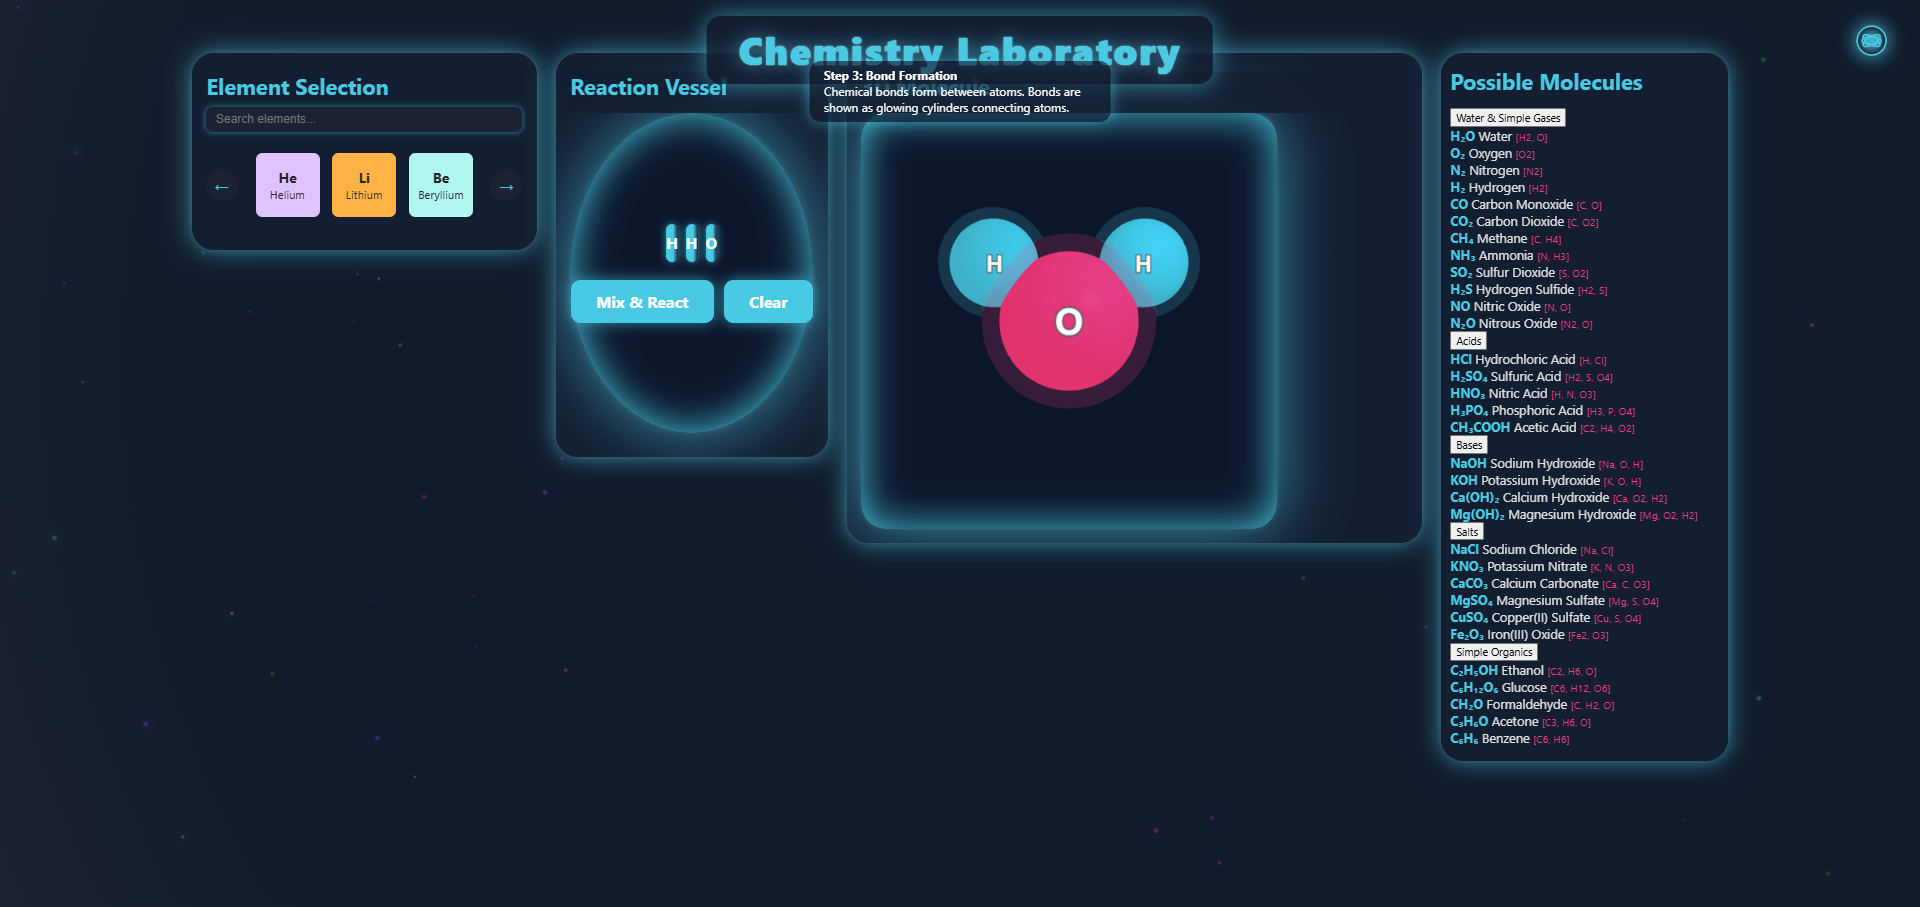 Chemistry Laboratory
Step 3: Bond Formation
Chemical bonds form between atoms. Bonds are
shown as glowing cylinders connecting atoms.
Element Selection
Search elements...
←
He
Helium
Li
Lithium
Be
Beryllium
→
Reaction Vessel
H H O
Mix & React
Clear
H
H
O
Possible Molecules
Water & Simple Gases
H₂O Water [H2, O]
O₂ Oxygen [O2]
N₂ Nitrogen [N2]
H₂ Hydrogen [H2]
CO Carbon Monoxide [C, O]
CO₂ Carbon Dioxide [C, O2]
CH₄ Methane [C, H4]
NH₃ Ammonia [N, H3]
SO₂ Sulfur Dioxide [S, O2]
H₂S Hydrogen Sulfide [H2, S]
NO Nitric Oxide [N, O]
N₂O Nitrous Oxide [N2, O]
Acids
HCl Hydrochloric Acid [H, Cl]
H₂SO₄ Sulfuric Acid [H2, S, O4]
HNO₃ Nitric Acid [H, N, O3]
H₃PO₄ Phosphoric Acid [H3, P, O4]
CH₃COOH Acetic Acid [C2, H4, O2]
Bases
NaOH Sodium Hydroxide [Na, O, H]
KOH Potassium Hydroxide [K, O, H]
Ca(OH)₂ Calcium Hydroxide [Ca, O2, H2]
Mg(OH)₂ Magnesium Hydroxide [Mg, O2, H2]
Salts
NaCl Sodium Chloride [Na, Cl]
KNO₃ Potassium Nitrate [K, N, O3]
CaCO₃ Calcium Carbonate [Ca, C, O3]
MgSO₄ Magnesium Sulfate [Mg, S, O4]
CuSO₄ Copper(II) Sulfate [Cu, S, O4]
Fe₂O₃ Iron(III) Oxide [Fe2, O3]
Simple Organics
C₂H₅OH Ethanol [C2, H6, O]
C₆H₁₂O₆ Glucose [C6, H12, O6]
CH₂O Formaldehyde [C, H2, O]
C₃H₆O Acetone [C3, H6, O]
C₆H₆ Benzene [C6, H6]